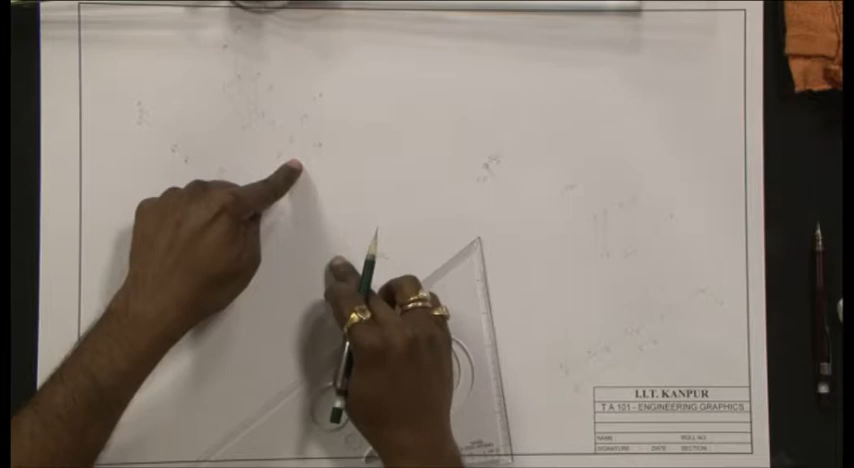 I.I.T. KANPUR
T A 101 - ENGINEERING GRAPHICS
NAME ROLL NO
SIGNATURE DATE SECTION